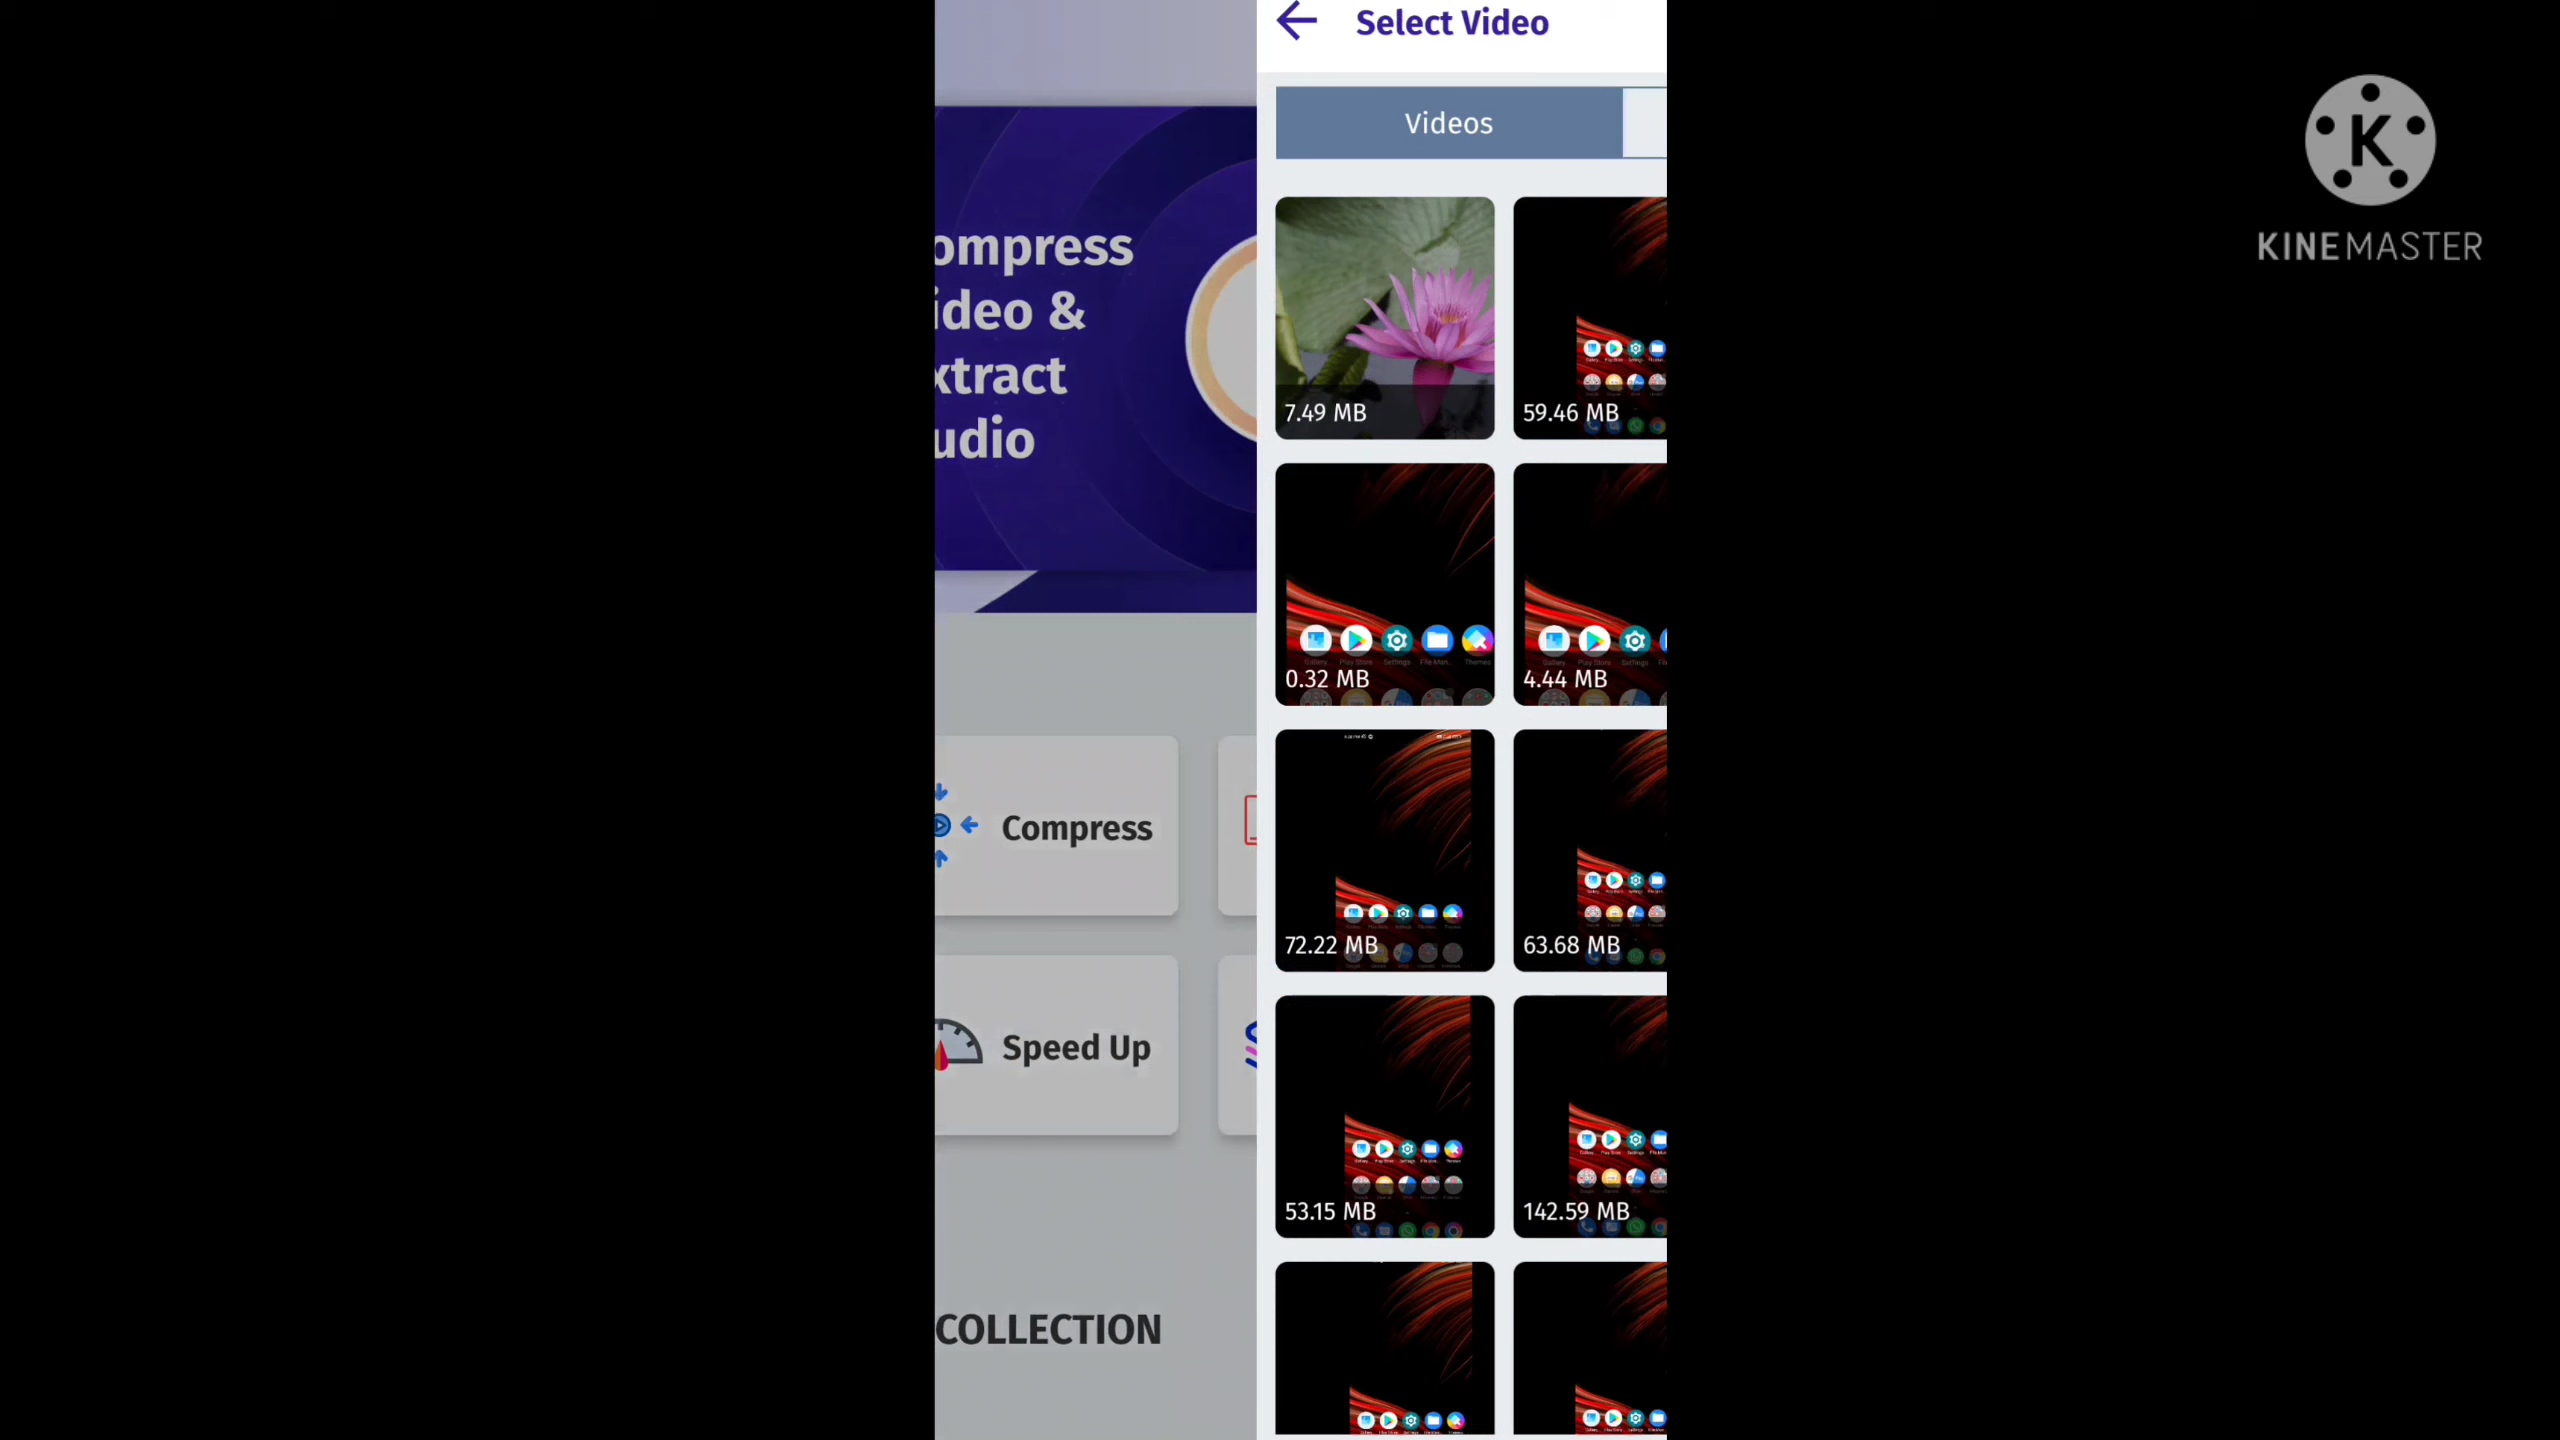 Select Video
Videos
ompress
ideo &
xtract
udio
7.49 MB
59.46 MB
0.32 MB
4.44 MB
Compress
72.22 MB
63.68 MB
Speed Up
53.15 MB
142.59 MB
COLLECTION
K
KINEMASTER